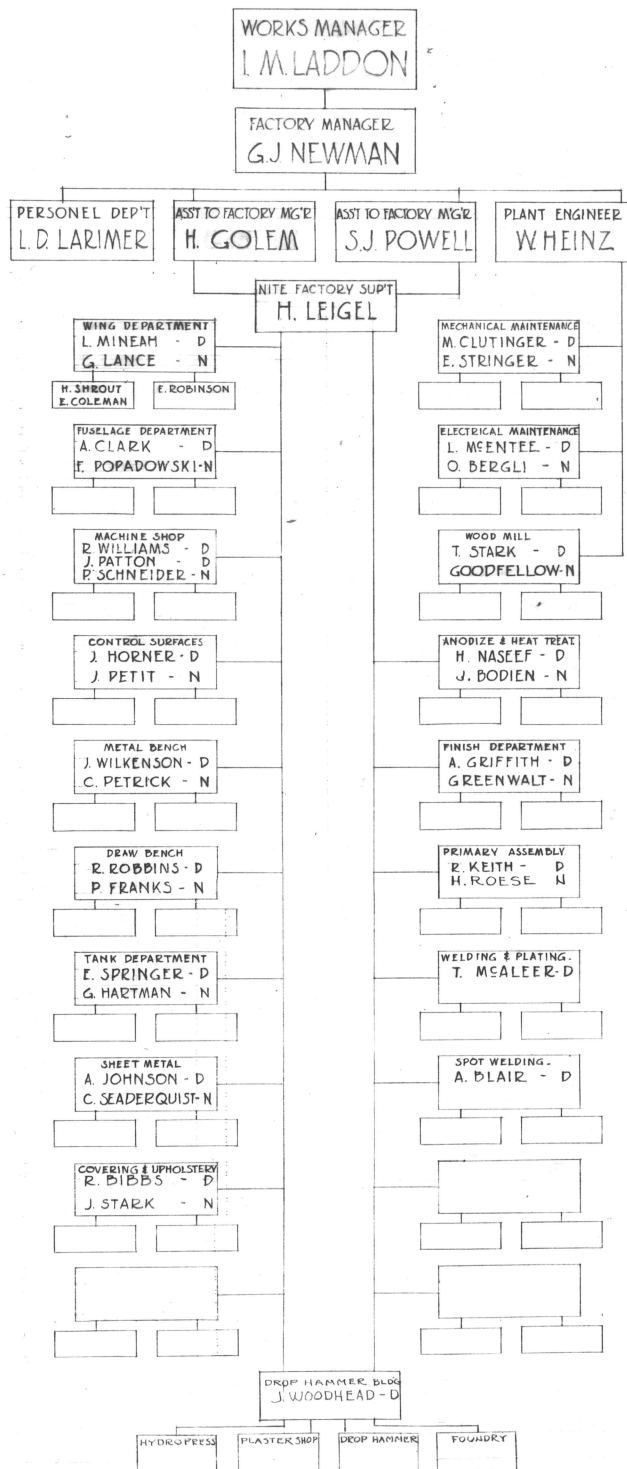 WORKS MANAGER
I. M. LADDON
FACTORY MANAGER
G.J. NEWMAN
PERSONEL DEP'T
L. D. LARIMER
ASS'T TO FACTORY M'G'R
H. GOLEM
ASS'T TO FACTORY M'G'R
S.J. POWELL
PLANT ENGINEER
W. HEINZ
NITE FACTORY SUP'T
H. LEIGEL
WING DEPARTMENT
L. MINEAH - D
G. LANCE - N
H. SHROUT
E. COLEMAN
E. ROBINSON
FUSELAGE DEPARTMENT
A. CLARK - D
F. POPADOWSKI - N
MACHINE SHOP
R. WILLIAMS - D
J. PATTON - D
P. SCHNEIDER - N
CONTROL SURFACES
J. HORNER - D
J. PETIT - N
METAL BENCH
J. WILKENSON - D
C. PETRICK - N
DRAW BENCH
R. ROBBINS - D
P. FRANKS - N
TANK DEPARTMENT
E. SPRINGER - D
G. HARTMAN - N
SHEET METAL
A. JOHNSON - D
C. SEADERQUIST - N
COVERING & UPHOLSTERY
R. BIBBS - D
J. STARK - N
MECHANICAL MAINTENANCE
M. CLUTINGER - D
E. STRINGER - N
ELECTRICAL MAINTENANCE
L. McENTEE - D
O. BERGLI - N
WOOD MILL
T. STARK - D
GOODFELLOW - N
ANODIZE & HEAT TREAT.
H. NASEEF - D
J. BODIEN - N
FINISH DEPARTMENT
A. GRIFFITH - D
GREENWALT - N
PRIMARY ASSEMBLY
R. KEITH - D
H. ROESE N
WELDING & PLATING.
T. McALEER - D
SPOT WELDING.
A. BLAIR - D
DROP HAMMER BLD'G
J. WOODHEAD - D
HYDROPRESS
PLASTER SHOP
DROP HAMMER
FOUNDRY